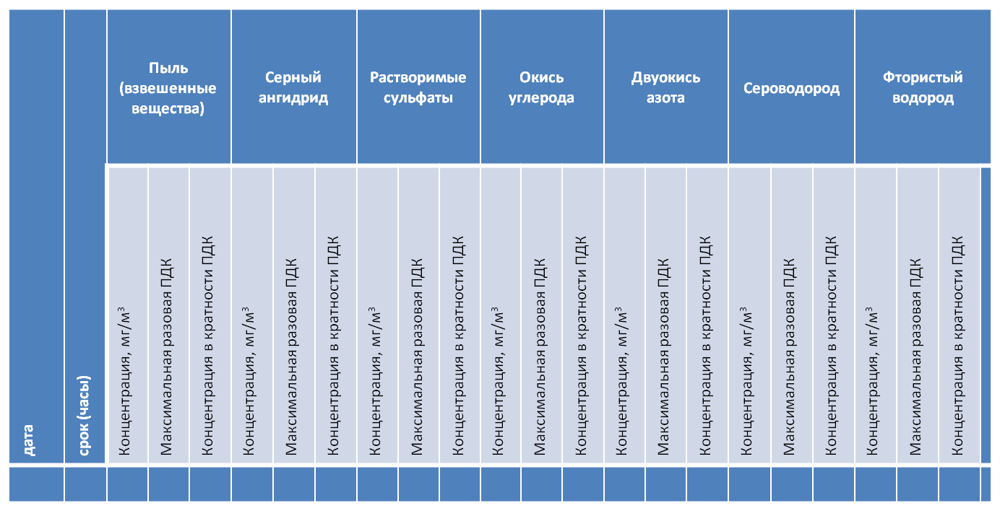 Пыль
(взвешенные
вещества)
Серный
ангидрид
Растворимые
сульфаты
Окись
углерода
Двуокись
азота
Сероводород
Фтористый
водород
дата
срок (часы)
Концентрация, мг/м³
Максимальная разовая ПДК
Концентрация в кратности ПДК
Концентрация, мг/м³
Максимальная разовая ПДК
Концентрация в кратности ПДК
Концентрация, мг/м³
Максимальная разовая ПДК
Концентрация в кратности ПДК
Концентрация, мг/м³
Максимальная разовая ПДК
Концентрация в кратности ПДК
Концентрация, мг/м³
Максимальная разовая ПДК
Концентрация в кратности ПДК
Концентрация, мг/м³
Максимальная разовая ПДК
Концентрация в кратности ПДК
Концентрация, мг/м³
Максимальная разовая ПДК
Концентрация в кратности ПДК